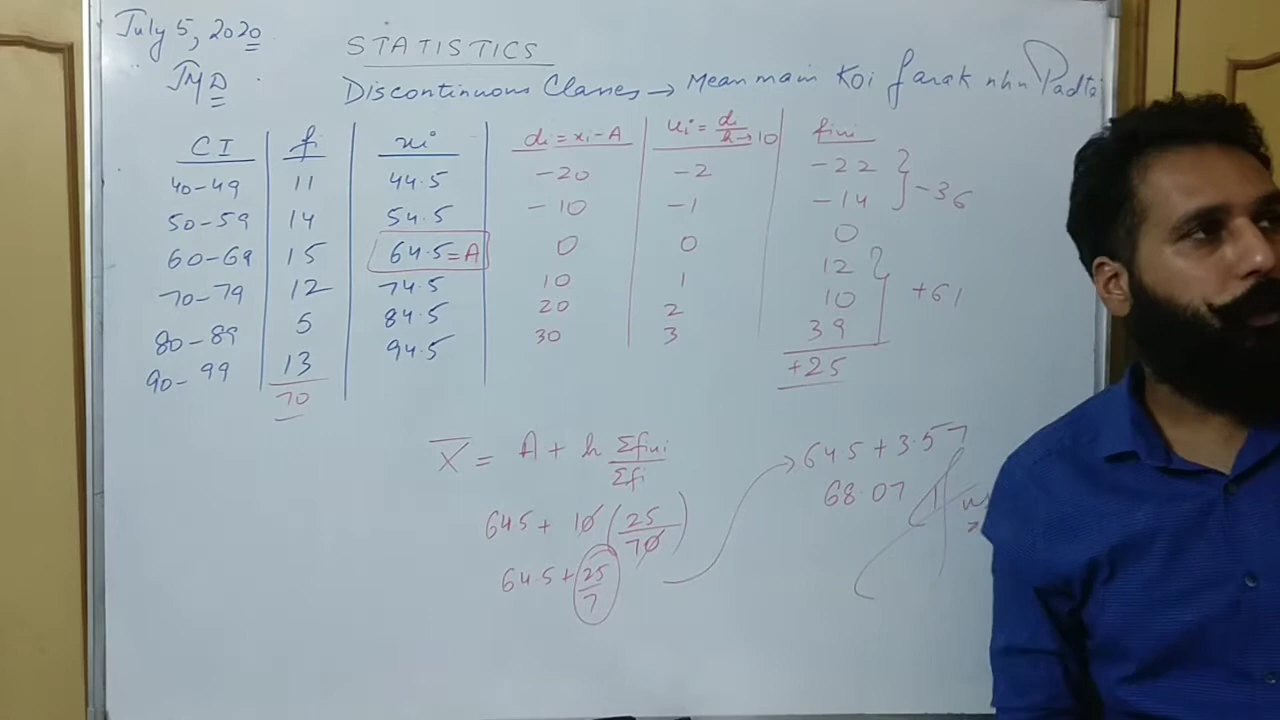 July 5, 2020
STATISTICS
JMD
Discontinuous Classes → Mean main Koi farak nhn Padta
CI f xi di = xi - A ui = di/h → 10 fiui
40-49 11 44.5 -20 -2 -22
50-59 14 54.5 -10 -1 -14 } -36
60-69 15 64.5 = A 0 0 0
70-79 12 74.5 10 1 12
80-89 5 84.5 20 2 10 } +61
90-99 13 94.5 30 3 39
70 +25
X̄ = A + h Σfiui/Σfi
64.5 + 10 (25/70)
64.5 + 25/7
→ 64.5 + 3.57
68.07 Ans